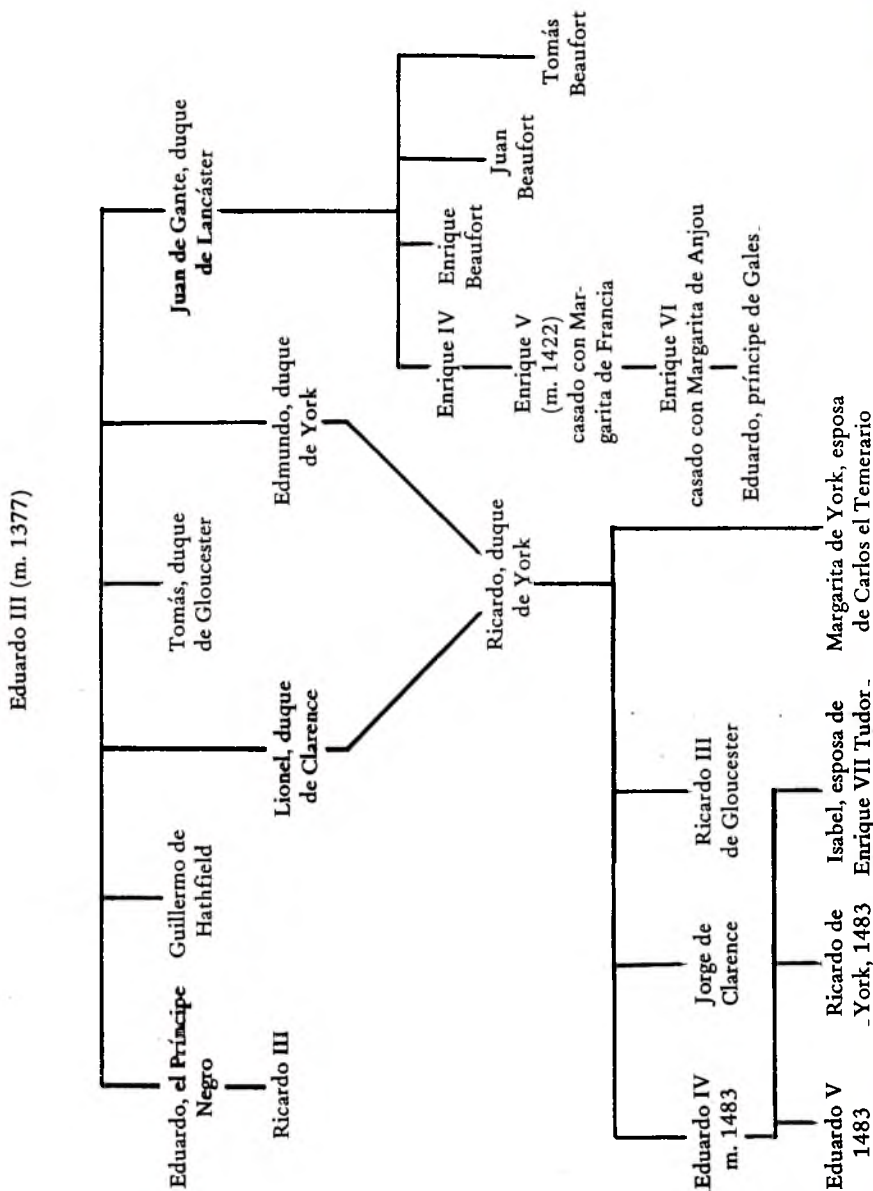 Eduardo III (m. 1377)
Eduardo, el Príncipe
Negro
Guillermo de
Hathfield
Lionel, duque
de Clarence
Tomás, duque
de Gloucester
Edmundo, duque
de York
Juan de Gante, duque
de Lancáster
Ricardo III
Ricardo, duque
de York
Enrique IV
Enrique
Beaufort
Juan
Beaufort
Tomás
Beaufort
Enrique V
(m. 1422)
casado con Mar-
garita de Francia
Enrique VI
casado con Margarita de Anjou
Eduardo, príncipe de Gales
Eduardo IV
m. 1483
Jorge de
Clarence
Ricardo III
de Gloucester
Margarita de York, esposa
de Carlos el Temerario
Eduardo V
1483
Ricardo de
York, 1483
Isabel, esposa de
Enrique VII Tudor